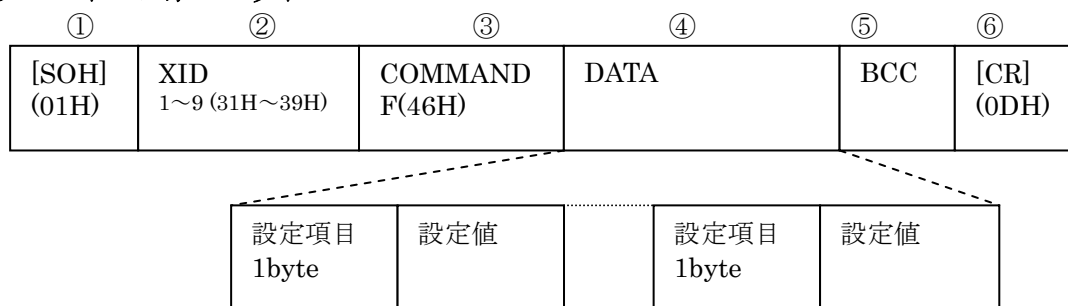 ① ② ③ ④ ⑤ ⑥
[SOH] XID COMMAND DATA BCC [CR]
(01H) 1～9 (31H～39H) F(46H) (0DH)
設定項目 設定値 設定項目 設定値
1byte 1byte